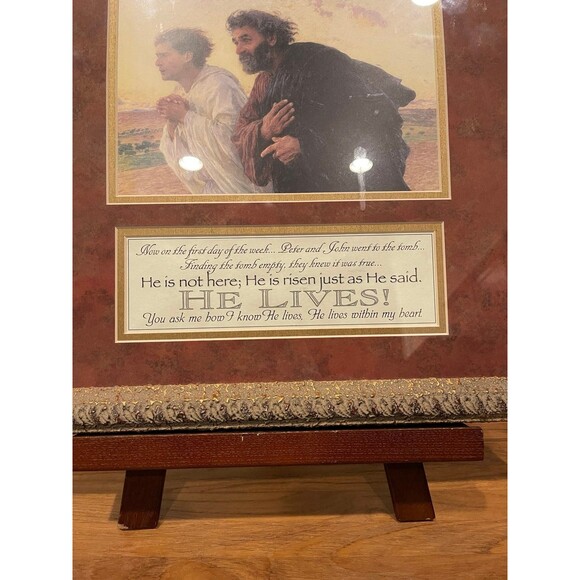 Now on the first day of the week... Peter and John went to the tomb...
Finding the tomb empty, they knew it was true...
He is not here; He is risen just as He said.
HE LIVES!
You ask me how I know He lives, He lives within my heart.